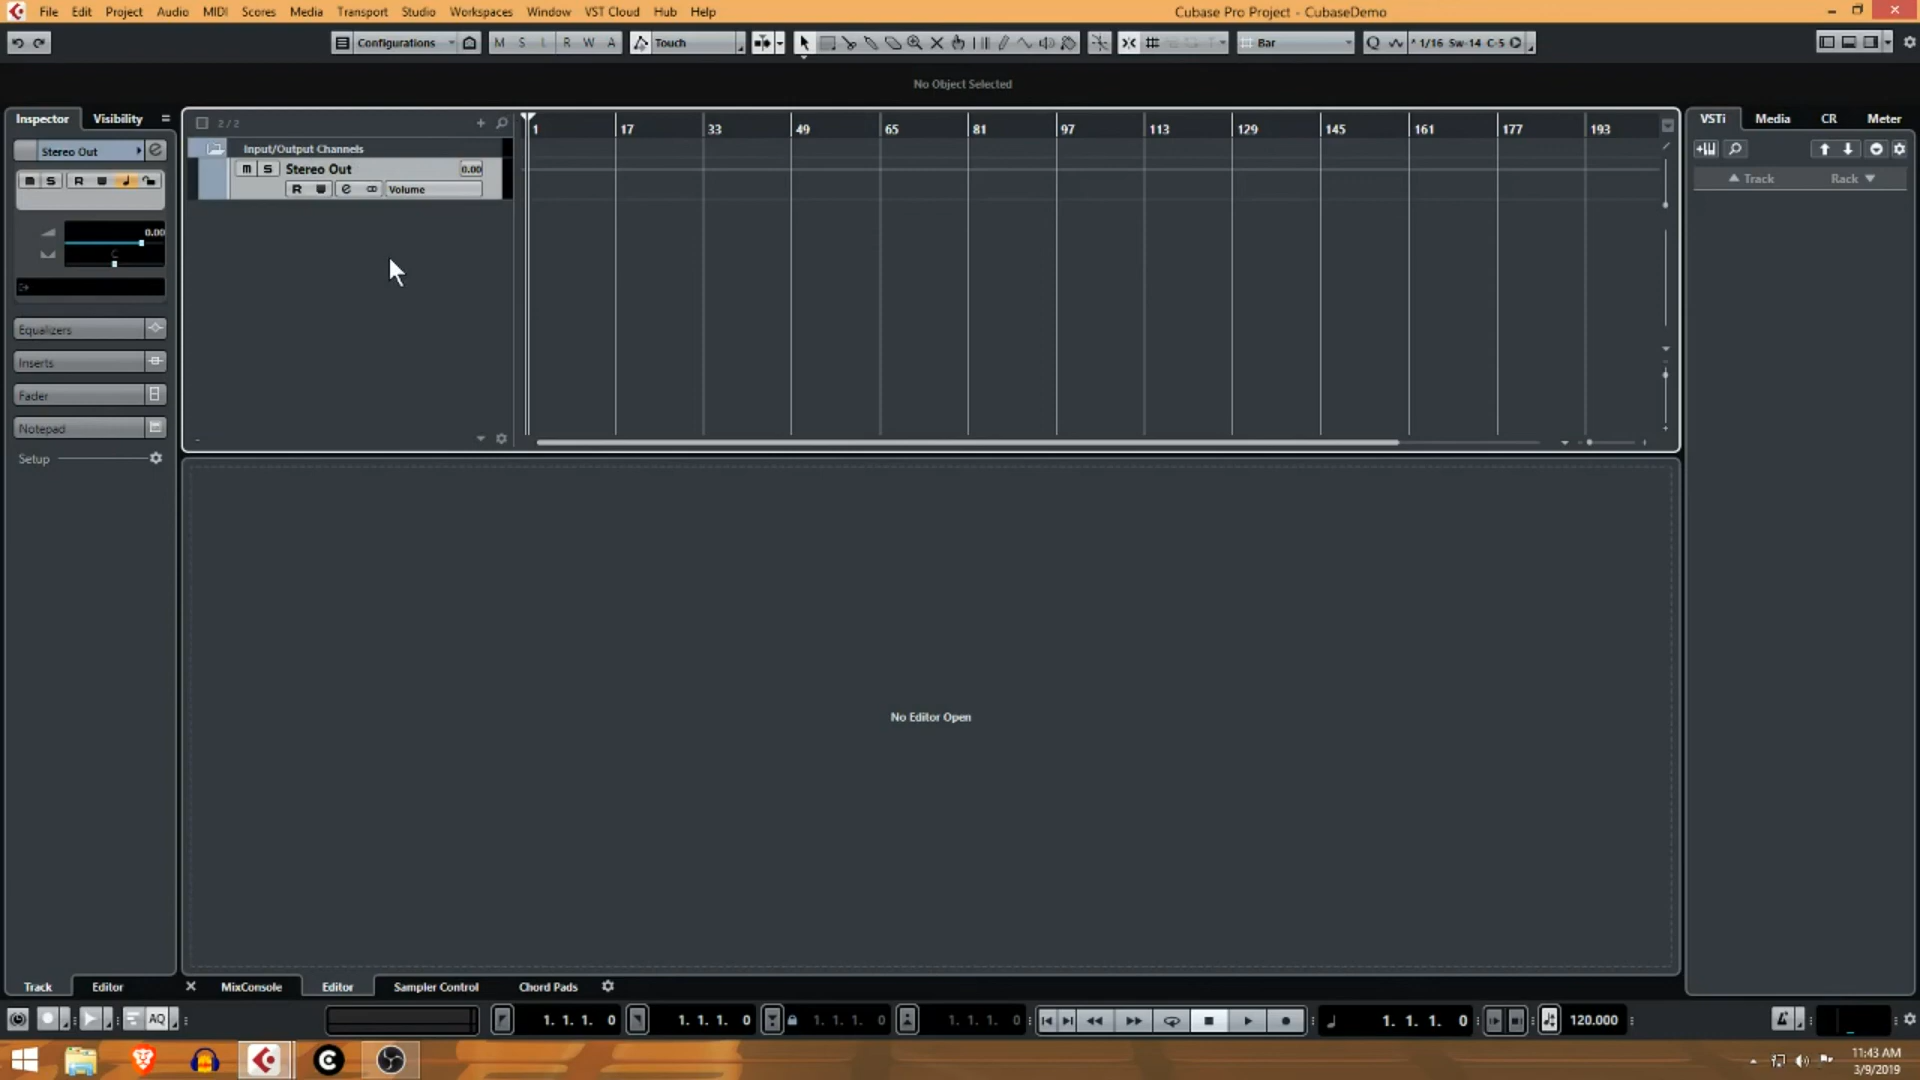 File Edit Project Audio MIDI Scores Media Transport Studio Workspaces Window VST Cloud Hub Help
Cubase Pro Project - CubaseDemo
Configurations
M S L R W A
Touch
Bar
Q 1/16 Sw-14 C-5
No Object Selected
Inspector Visibility
Stereo Out
m S R
0.00
C
Equalizers
Inserts
Fader
Notepad
Setup
2/2
1 17 33 49 65 81 97 113 129 145 161 177 193
Input/Output Channels
m S Stereo Out 0.00
R e Volume
VSTi Media CR Meter
Track Rack
No Editor Open
Track Editor
MixConsole Editor Sampler Control Chord Pads
AQ
1. 1. 1. 0
1. 1. 1. 0
1. 1. 1. 0
1. 1. 1. 0
1. 1. 1. 0
120.000
11:43 AM
3/9/2019